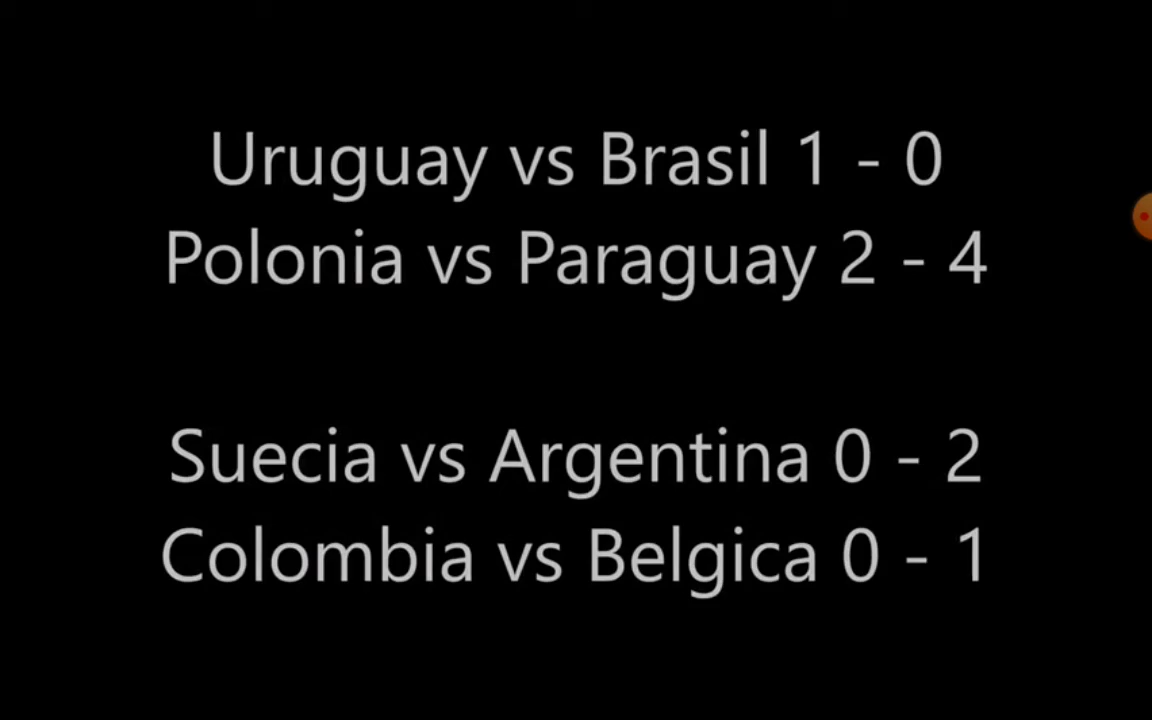 Uruguay vs Brasil 1 - 0
Polonia vs Paraguay 2 - 4
Suecia vs Argentina 0 - 2
Colombia vs Belgica 0 - 1